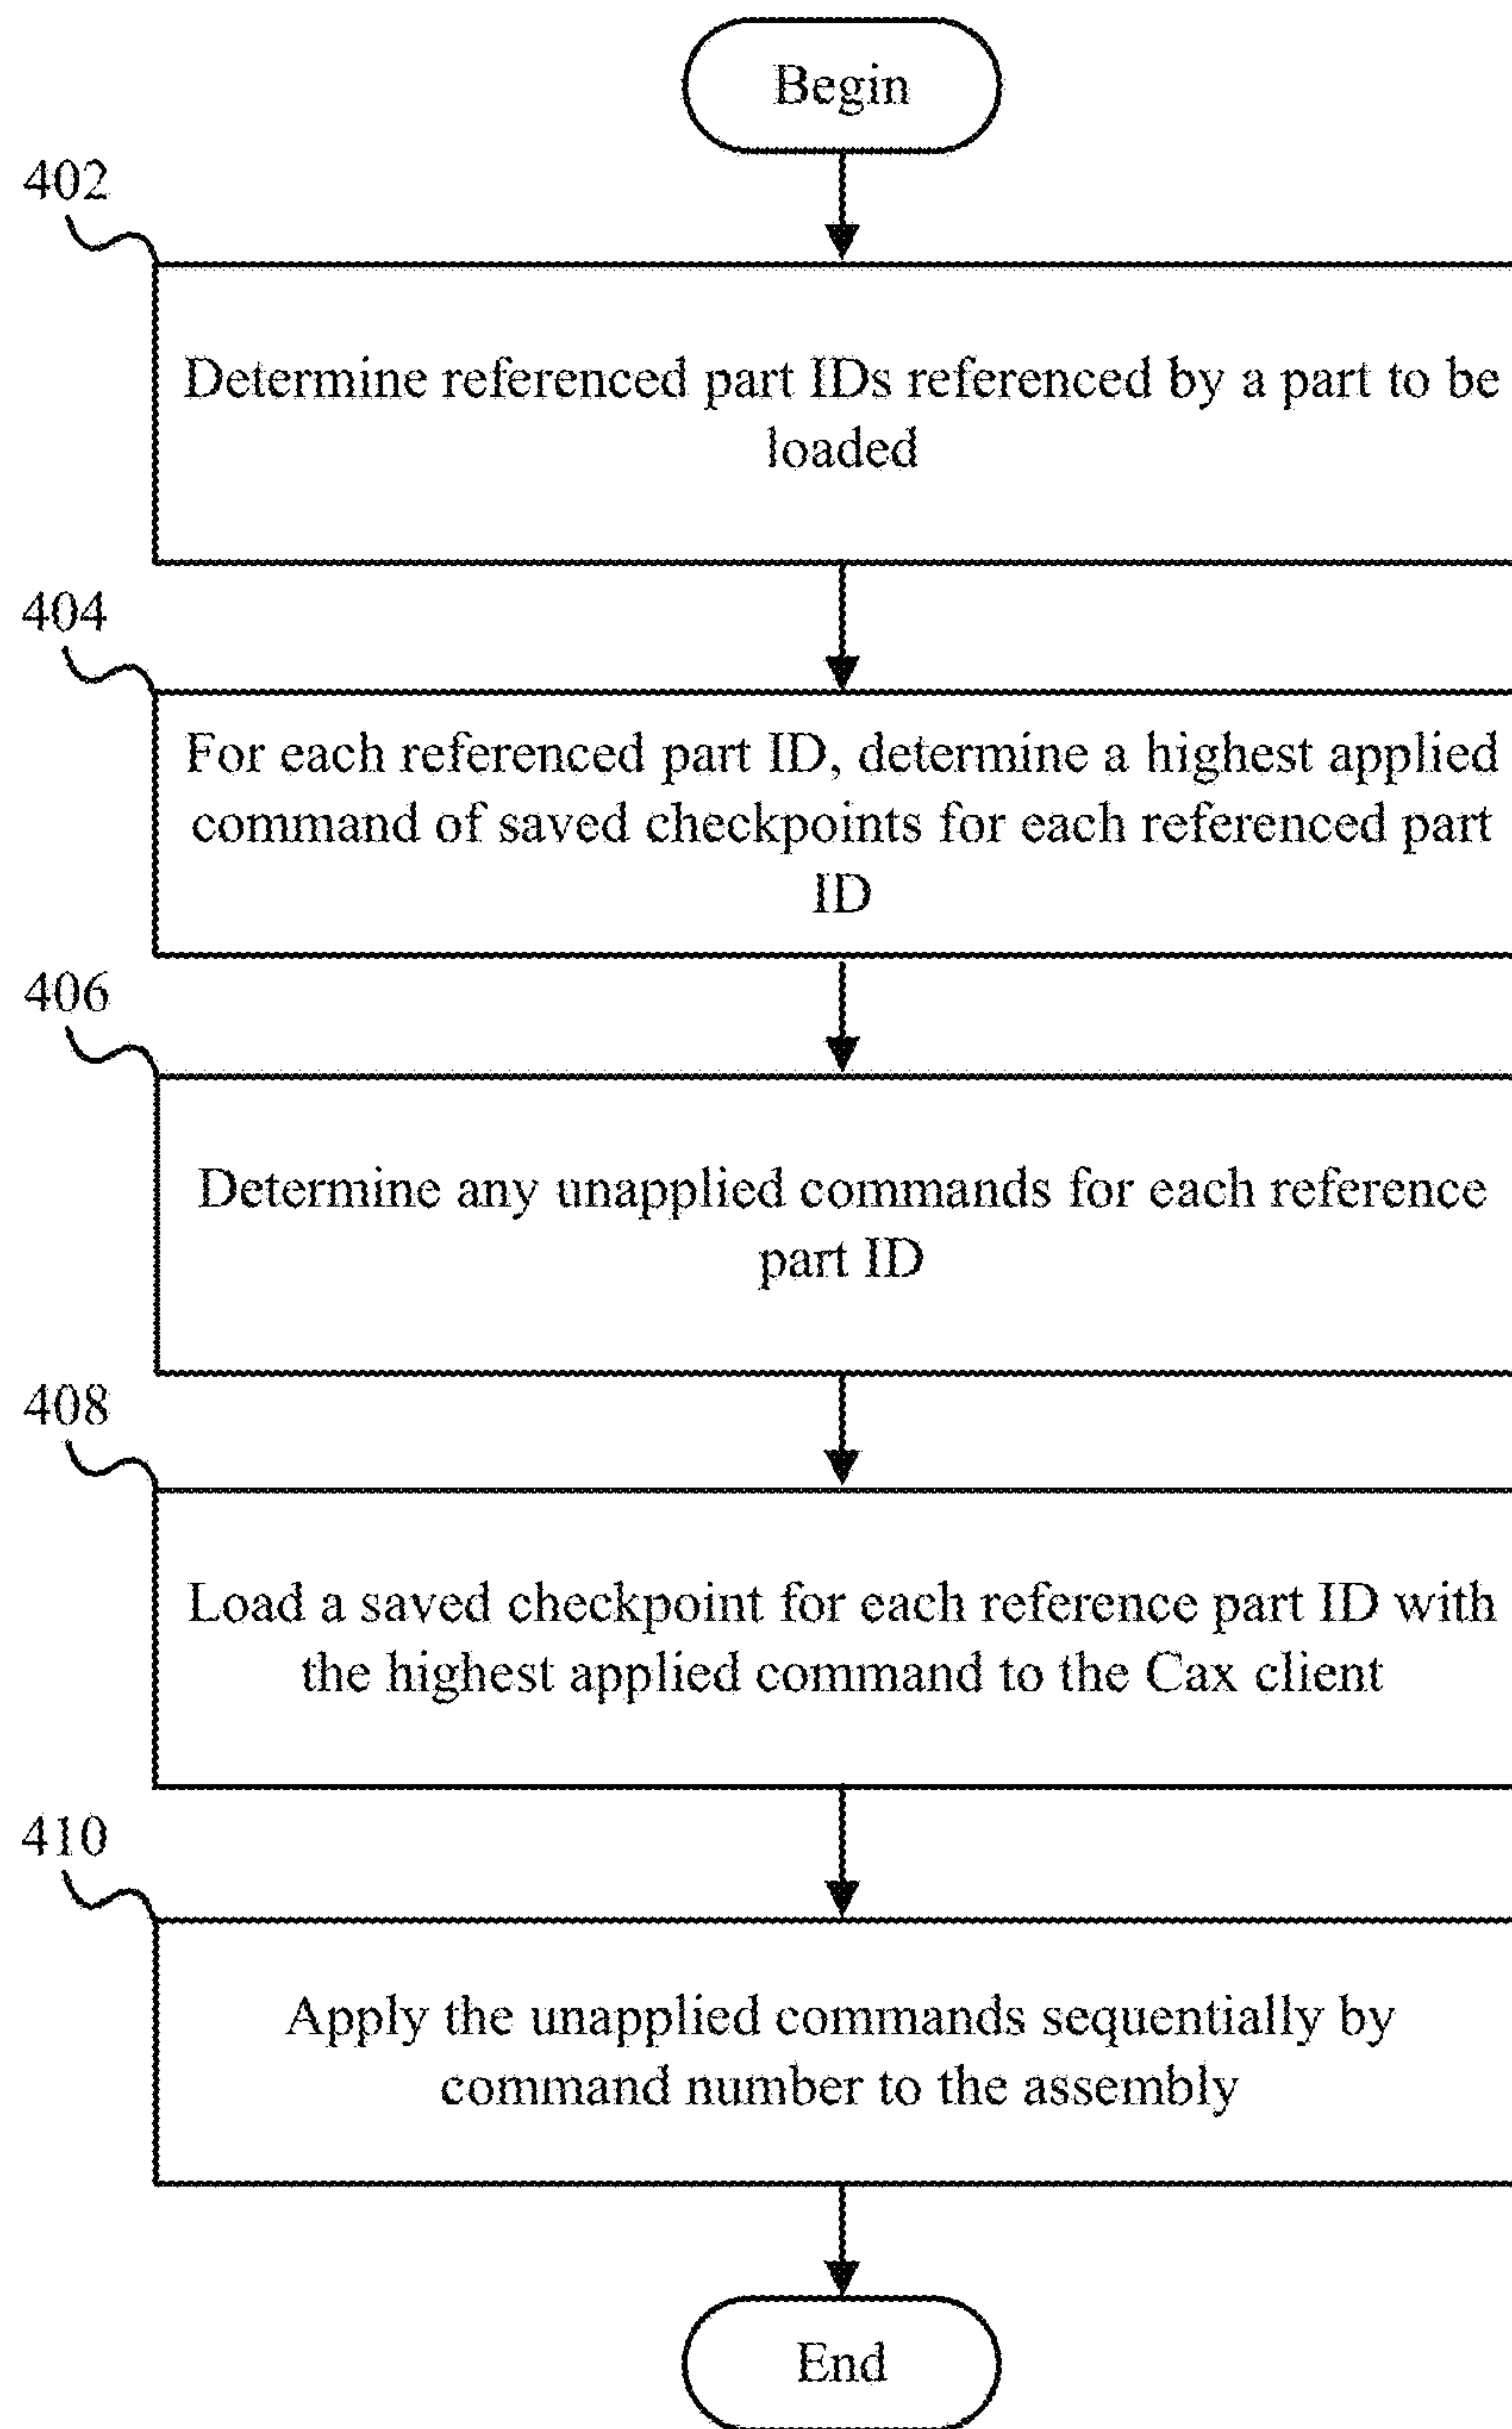 Begin
402
Determine referenced part IDs referenced by a part to be
loaded
404
For each referenced part ID, determine a highest applied
command of saved checkpoints for each referenced part
ID
406
Determine any unapplied commands for each reference
part ID
408
Load a saved checkpoint for each reference part ID with
the highest applied command to the Cax client
410
Apply the unapplied commands sequentially by
command number to the assembly
End